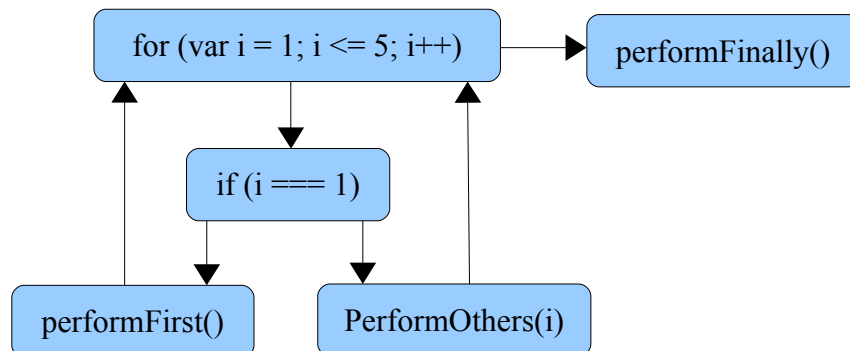 for (var i = 1; i <= 5; i++)
performFinally()
if (i === 1)
performFirst()
PerformOthers(i)